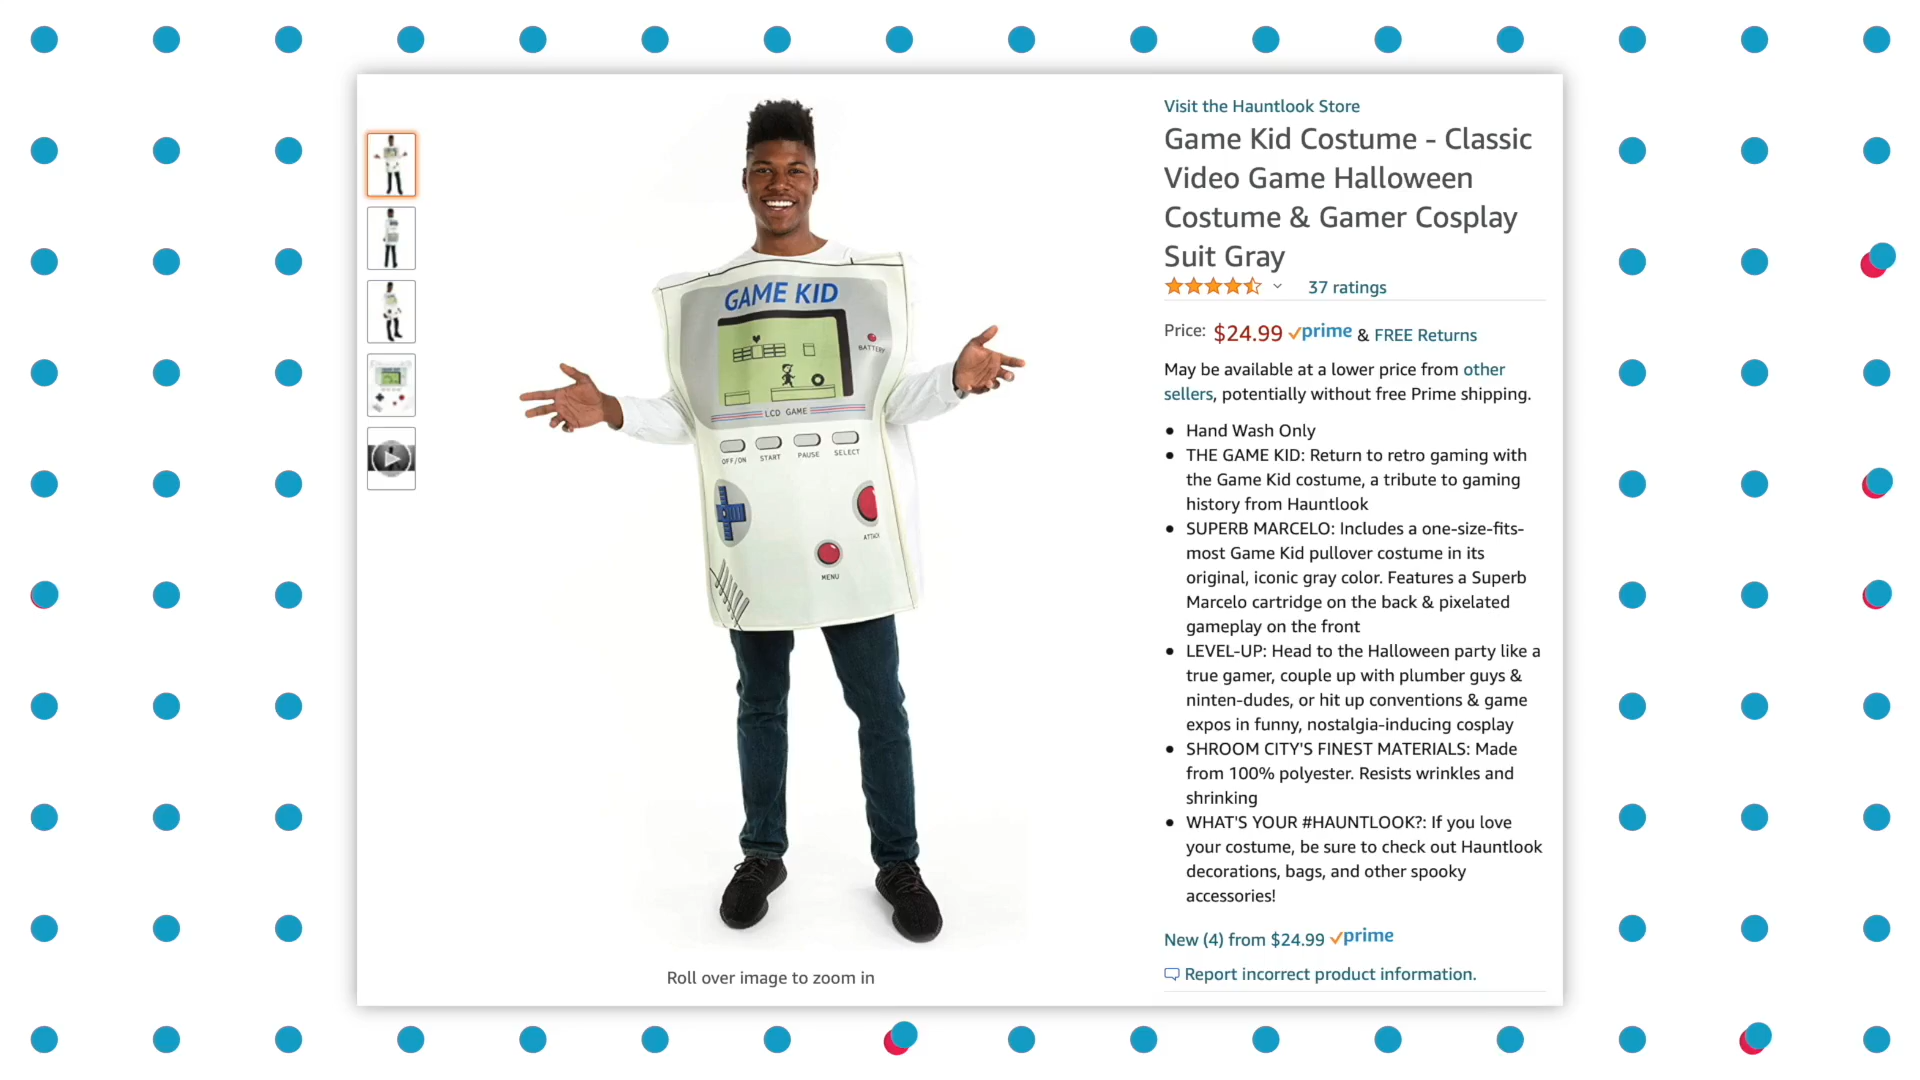 Visit the Hauntlook Store
Game Kid Costume - Classic
Video Game Halloween
Costume & Gamer Cosplay
Suit Gray
37 ratings
Price: $24.99 prime & FREE Returns
May be available at a lower price from other
sellers, potentially without free Prime shipping.
Hand Wash Only
THE GAME KID: Return to retro gaming with
the Game Kid costume, a tribute to gaming
history from Hauntlook
SUPERB MARCELO: Includes a one-size-fits-
most Game Kid pullover costume in its
original, iconic gray color. Features a Superb
Marcelo cartridge on the back & pixelated
gameplay on the front
LEVEL-UP: Head to the Halloween party like a
true gamer, couple up with plumber guys &
ninten-dudes, or hit up conventions & game
expos in funny, nostalgia-inducing cosplay
SHROOM CITY'S FINEST MATERIALS: Made
from 100% polyester. Resists wrinkles and
shrinking
WHAT'S YOUR #HAUNTLOOK?: If you love
your costume, be sure to check out Hauntlook
decorations, bags, and other spooky
accessories!
New (4) from $24.99 prime
Report incorrect product information.
GAME KID
BATTERY
LCD GAME
OFF/ON START PAUSE SELECT
ATTACK
MENU
Roll over image to zoom in